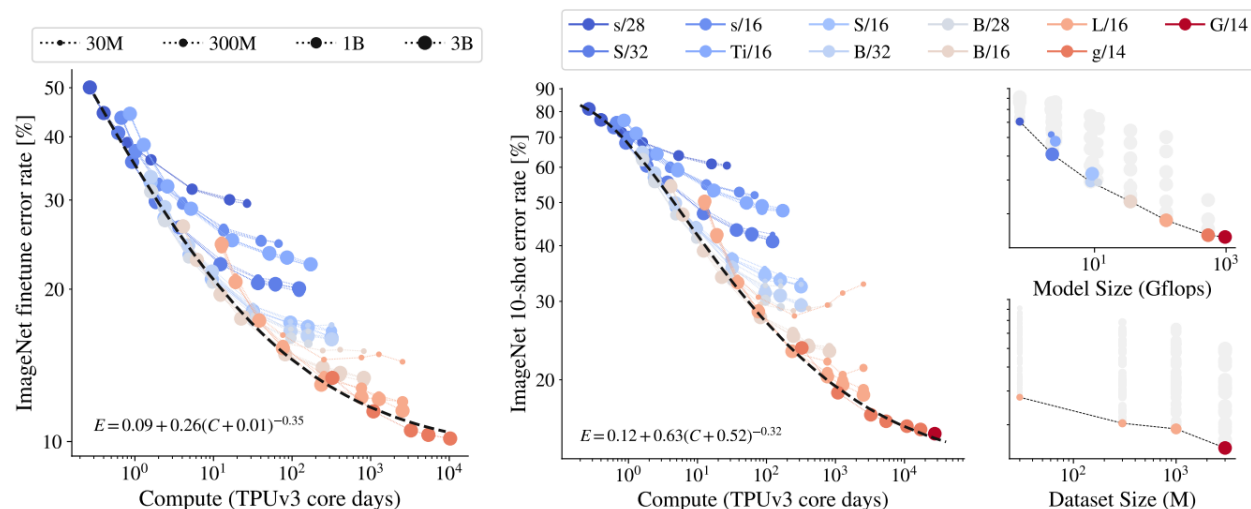 30M 300M 1B 3B
s/28 s/16 S/16 B/28 L/16 G/14
S/32 Ti/16 B/32 B/16 g/14
ImageNet finetune error rate [%]
50
40
30
20
10
E = 0.09 + 0.26(C + 0.01)^{-0.35}
10^0 10^1 10^2 10^3 10^4
Compute (TPUv3 core days)
ImageNet 10-shot error rate [%]
90
80
70
60
50
40
30
20
E = 0.12 + 0.63(C + 0.52)^{-0.32}
10^0 10^1 10^2 10^3 10^4
Compute (TPUv3 core days)
10^1 10^3
Model Size (Gflops)
10^2 10^3
Dataset Size (M)